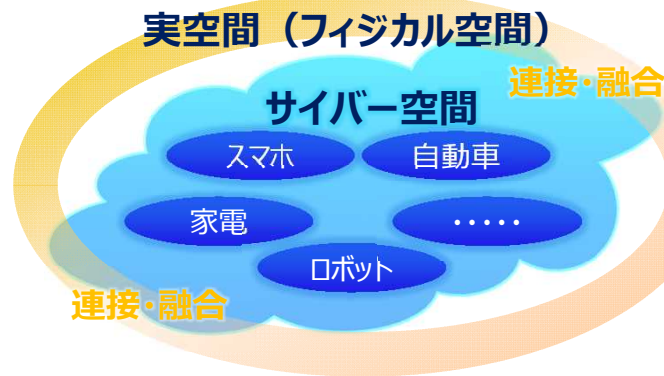 実空間（フィジカル空間）
連接・融合
サイバー空間
スマホ
自動車
家電
・・・・・
ロボット
連接・融合